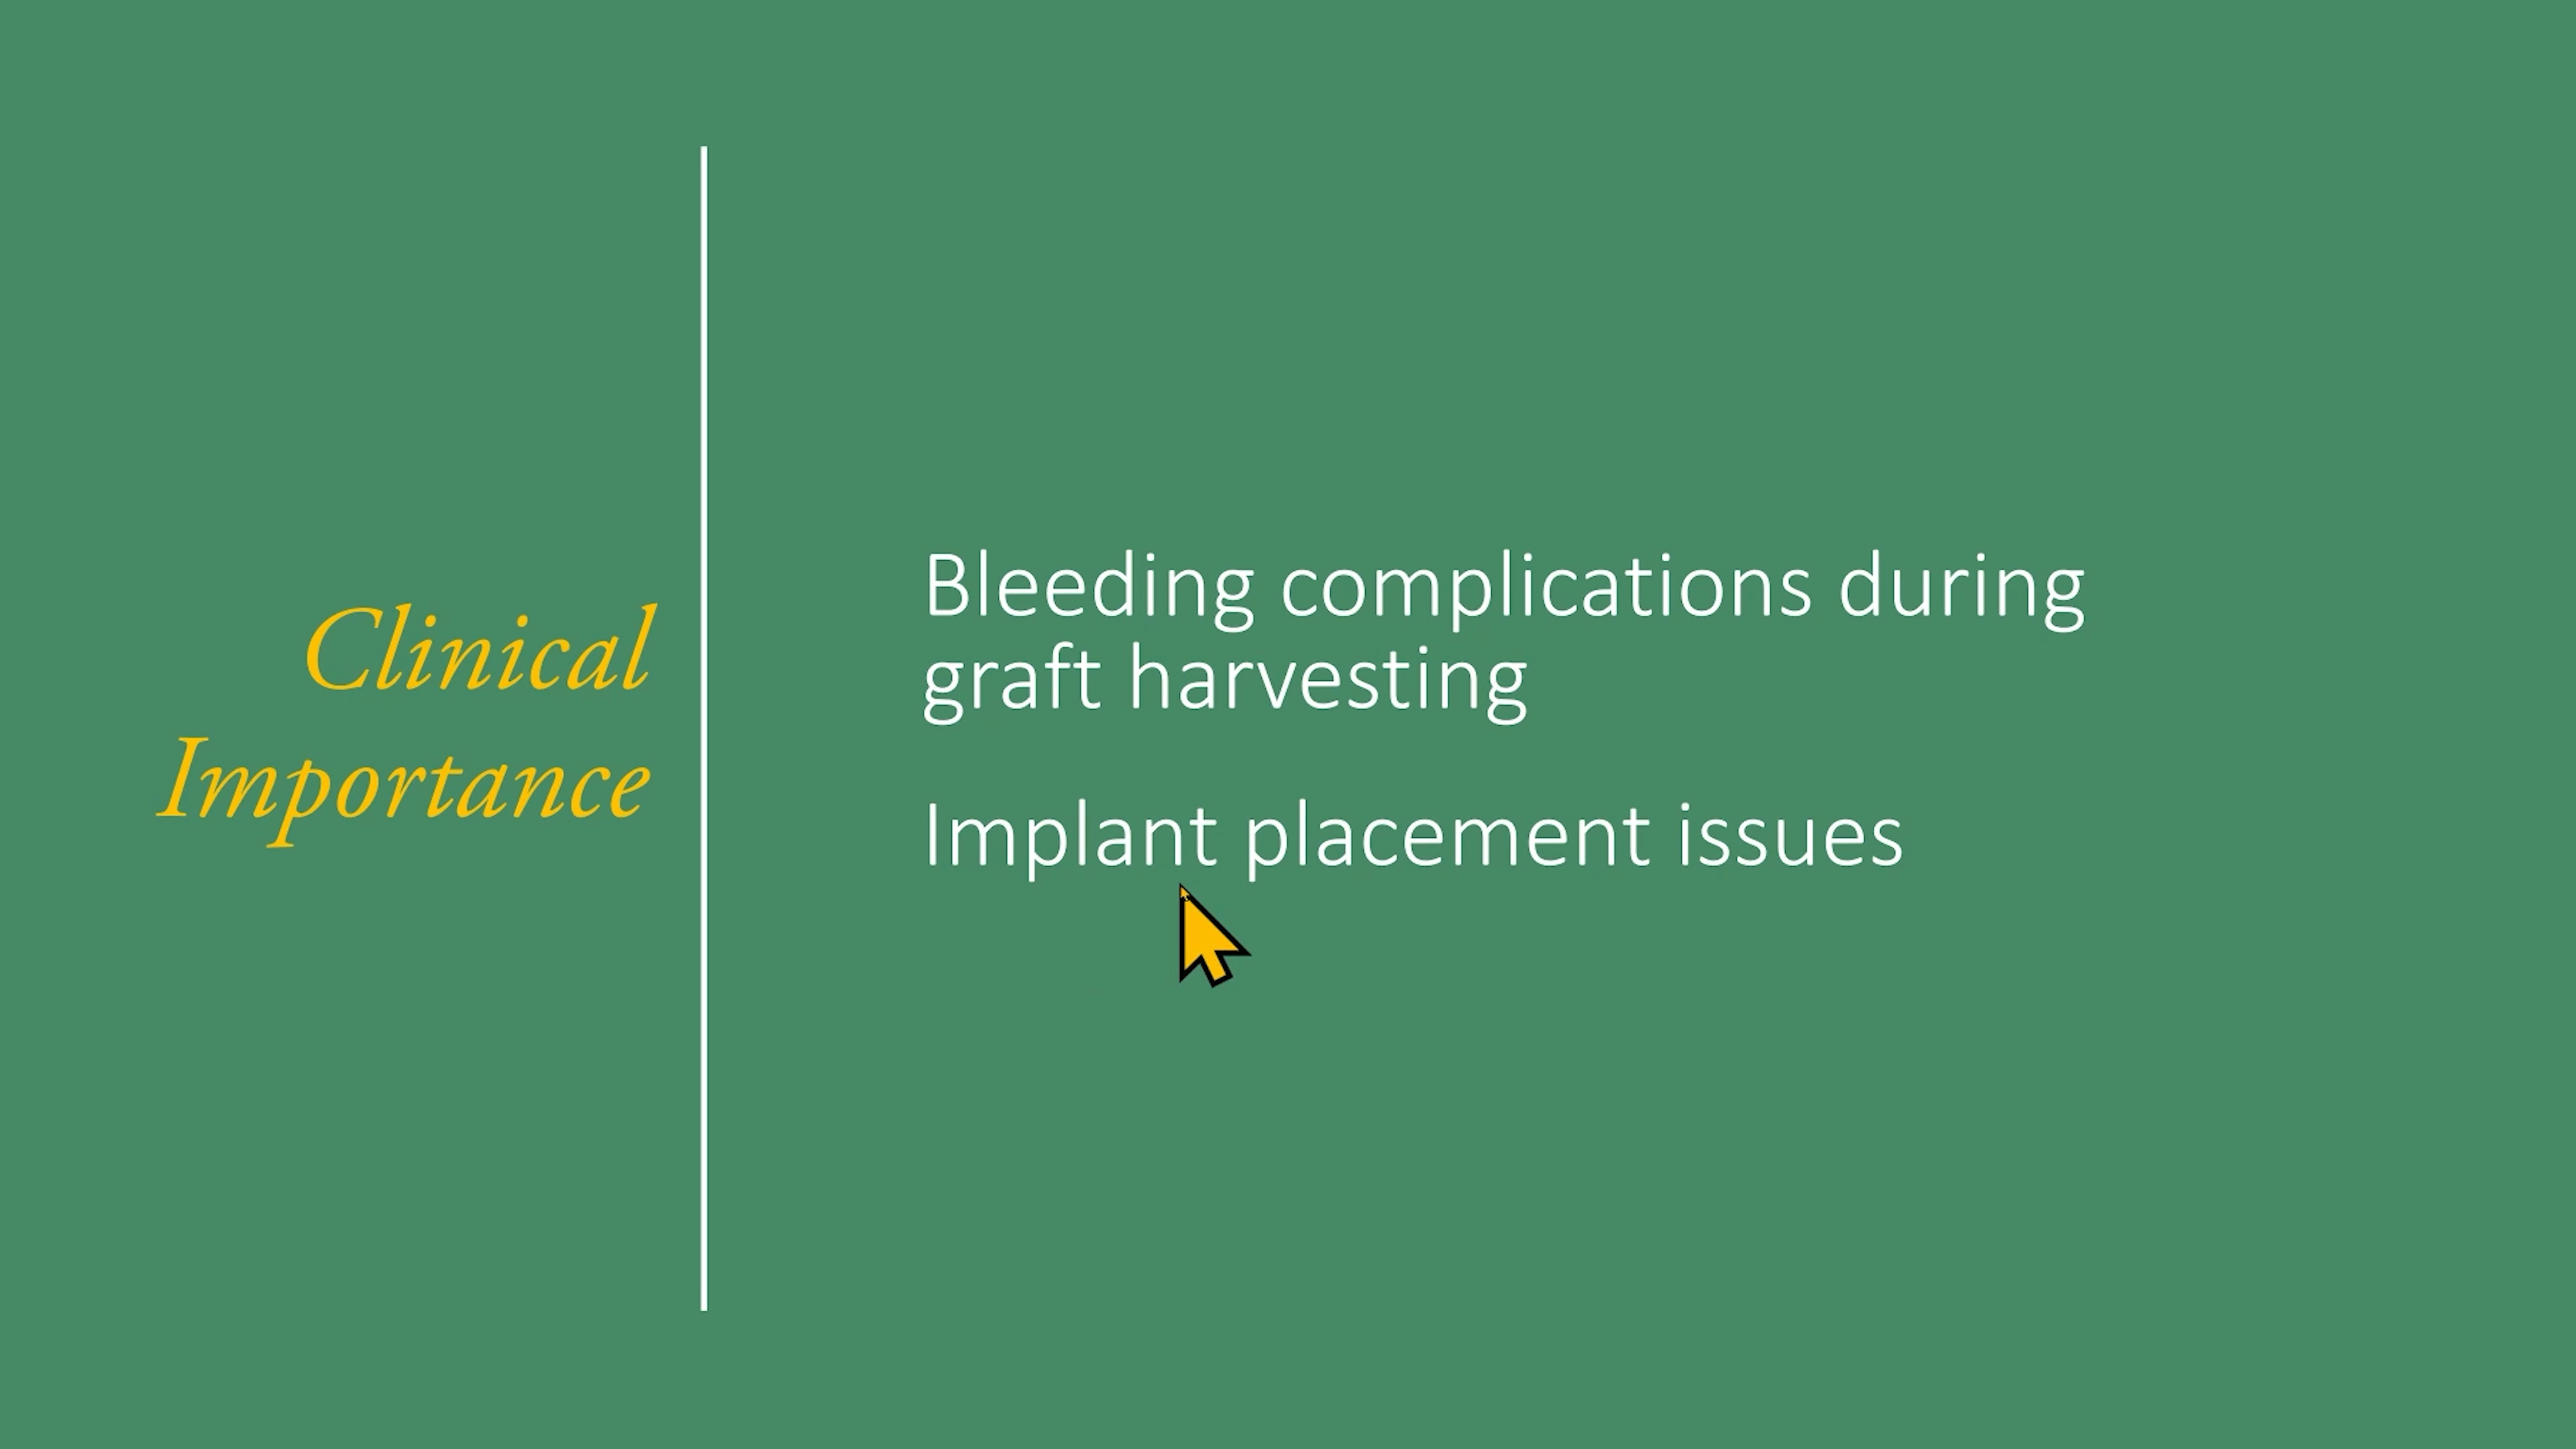 Clinical
Importance
Bleeding complications during
graft harvesting
Implant placement issues